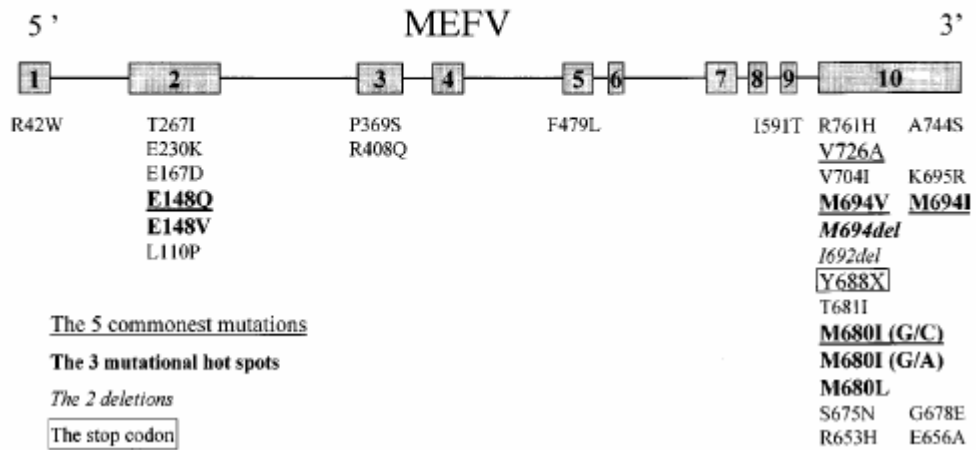 5 ' MEFV 3'
1 2 3 4 5 6 7 8 9 10
R42W T267I P369S F479L I591T R761H A744S
E230K R408Q V726A
E167D V704I K695R
E148Q M694V M694I
E148V M694del
L110P I692del
Y688X
T681I
The 5 commonest mutations M680I (G/C)
The 3 mutational hot spots M680I (G/A)
The 2 deletions M680L
S675N G678E
The stop codon R653H E656A